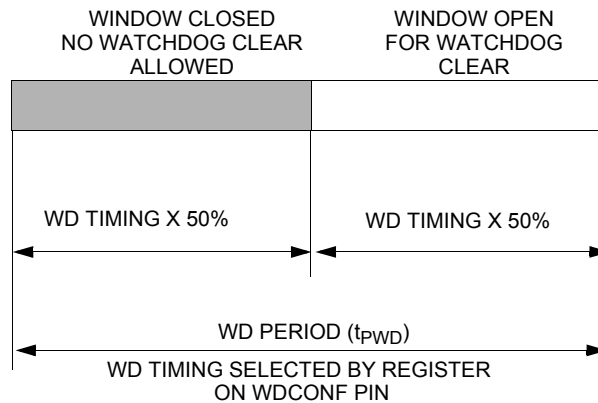 WINDOW CLOSED
NO WATCHDOG CLEAR
ALLOWED
WINDOW OPEN
FOR WATCHDOG
CLEAR
WD TIMING X 50%
WD TIMING X 50%
WD PERIOD (tPWD)
WD TIMING SELECTED BY REGISTER
ON WDCONF PIN